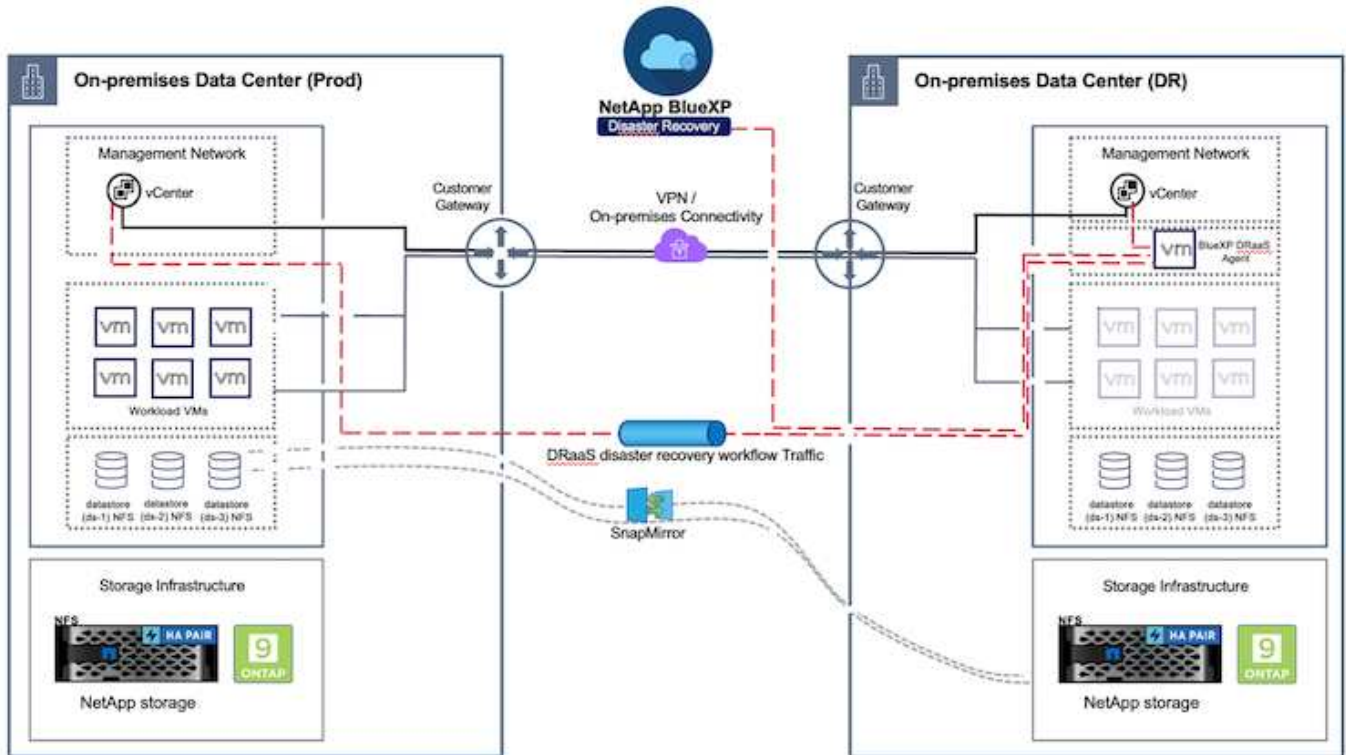 NetApp BlueXP
Disaster Recovery
On-premises Data Center (Prod)
Management Network
vCenter
Customer
Gateway
vm vm vm
vm vm vm
Workload VMs
datastore datastore datastore
(ds-1) NFS (ds-2) NFS (ds-3) NFS
Storage Infrastructure
NFS
HA PAIR
9
ONTAP
NetApp storage
VPN /
On-premises Connectivity
DRaaS disaster recovery workflow Traffic
SnapMirror
On-premises Data Center (DR)
Customer
Gateway
Management Network
vCenter
vm
BlueXP DRaaS
Agent
vm vm vm
vm vm vm
Workload VMs
datastore datastore datastore
(ds-1) NFS (ds-2) NFS (ds-3) NFS
Storage Infrastructure
NFS
HA PAIR
9
ONTAP
NetApp storage